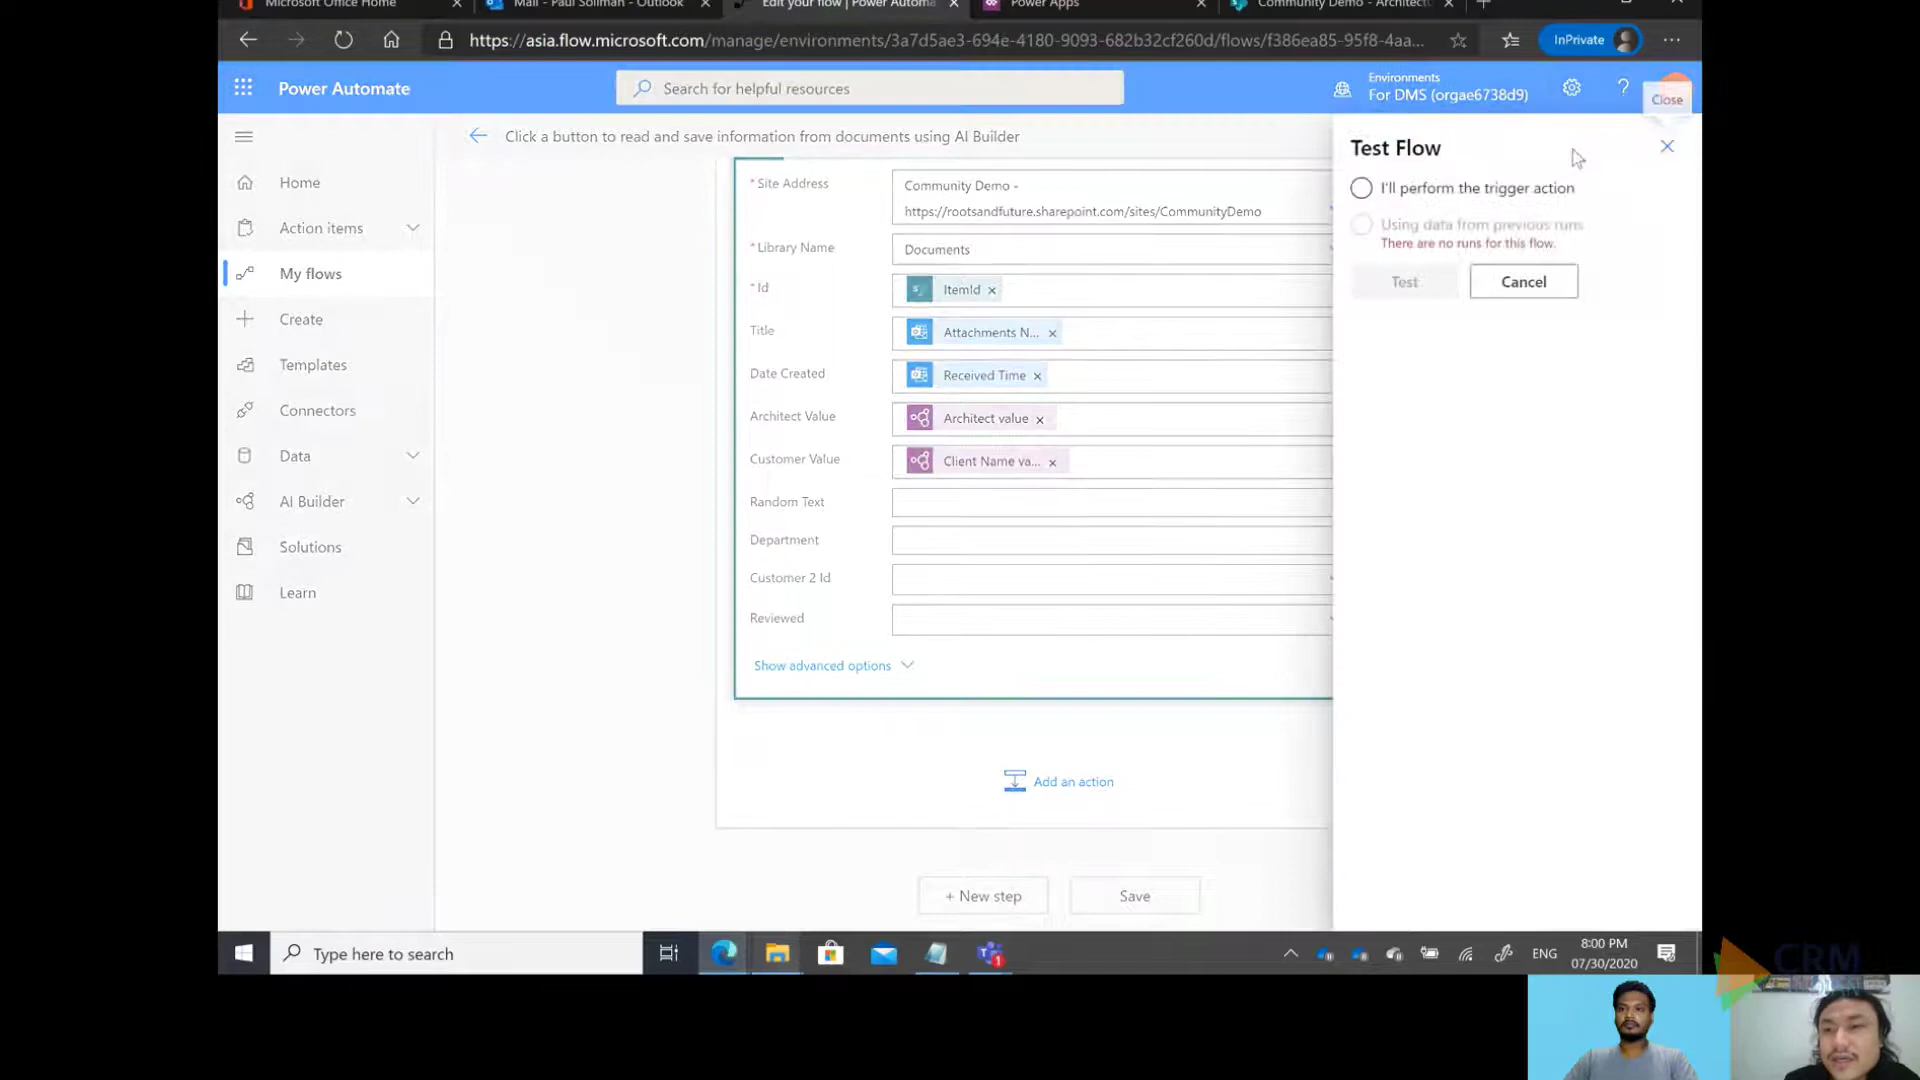 Microsoft Office Home
Mail - Paul Soliman - Outlook
Edit your flow | Power Automa
Power Apps
Community Demo - Architect
https://asia.flow.microsoft.com/manage/environments/3a7d5ae3-694e-4180-9093-682b32cf260d/flows/f386ea85-95f8-4aa...
InPrivate
Power Automate
Search for helpful resources
Environments
For DMS (orgae6738d9)
?
Close
Click a button to read and save information from documents using AI Builder
Test Flow
I'll perform the trigger action
Using data from previous runs
There are no runs for this flow.
Test
Cancel
Home
Action items
My flows
Create
Templates
Connectors
Data
AI Builder
Solutions
Learn
* Site Address
Community Demo -
https://rootsandfuture.sharepoint.com/sites/CommunityDemo
* Library Name
Documents
* Id
ItemId
Title
Attachments N...
Date Created
Received Time
Architect Value
Architect value
Customer Value
Client Name va...
Random Text
Department
Customer 2 Id
Reviewed
Show advanced options
Add an action
+ New step
Save
Type here to search
1
ENG
8:00 PM
07/30/2020
CRM